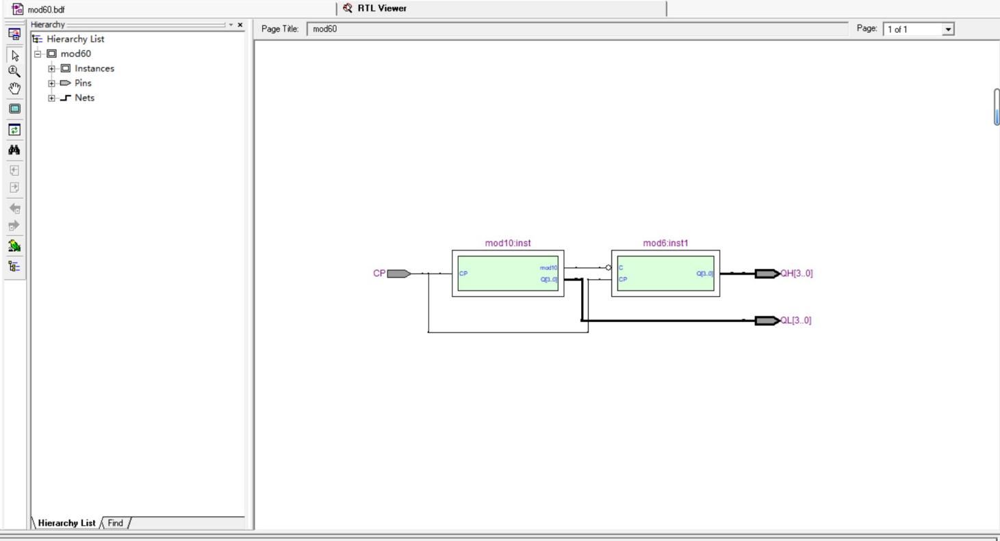 mod60.bdf
RTL Viewer
Hierarchy
Page Title: mod60
Page: 1 of 1
Hierarchy List
mod60
Instances
Pins
Nets
mod10:inst
mod6:inst1
CP
CP
mod10
Q[3..0]
C
CP
Q[3..0]
QH[3..0]
QL[3..0]
Hierarchy List
Find